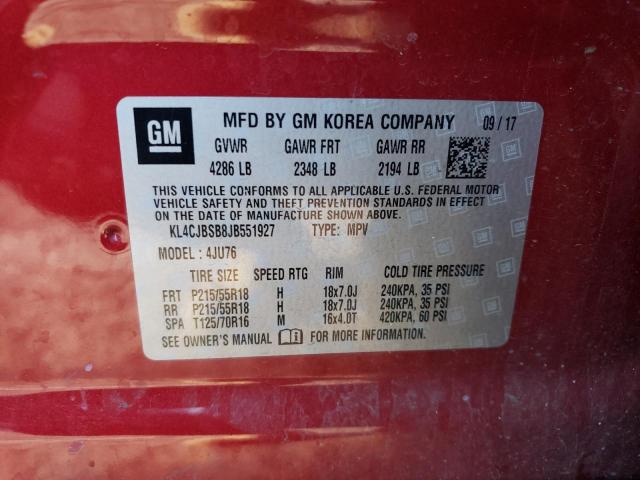 GM MFD BY GM KOREA COMPANY 09/17
GVWR GAWR FRT GAWR RR
4286 LB 2348 LB 2194 LB
THIS VEHICLE CONFORMS TO ALL APPLICABLE U.S. FEDERAL MOTOR
VEHICLE SAFETY AND THEFT PREVENTION STANDARDS IN EFFECT ON
THE DATE OF MANUFACTURE SHOWN ABOVE.
KL4CJBSB8JB551927 TYPE: MPV
MODEL: 4JU76
TIRE SIZE SPEED RTG RIM COLD TIRE PRESSURE
FRT P215/55R18 H 18x7.0J 240KPA, 35 PSI
RR P215/55R18 H 18x7.0J 240KPA, 35 PSI
SPA T125/70R16 M 16x4.0T 420KPA, 60 PSI
SEE OWNER'S MANUAL FOR MORE INFORMATION